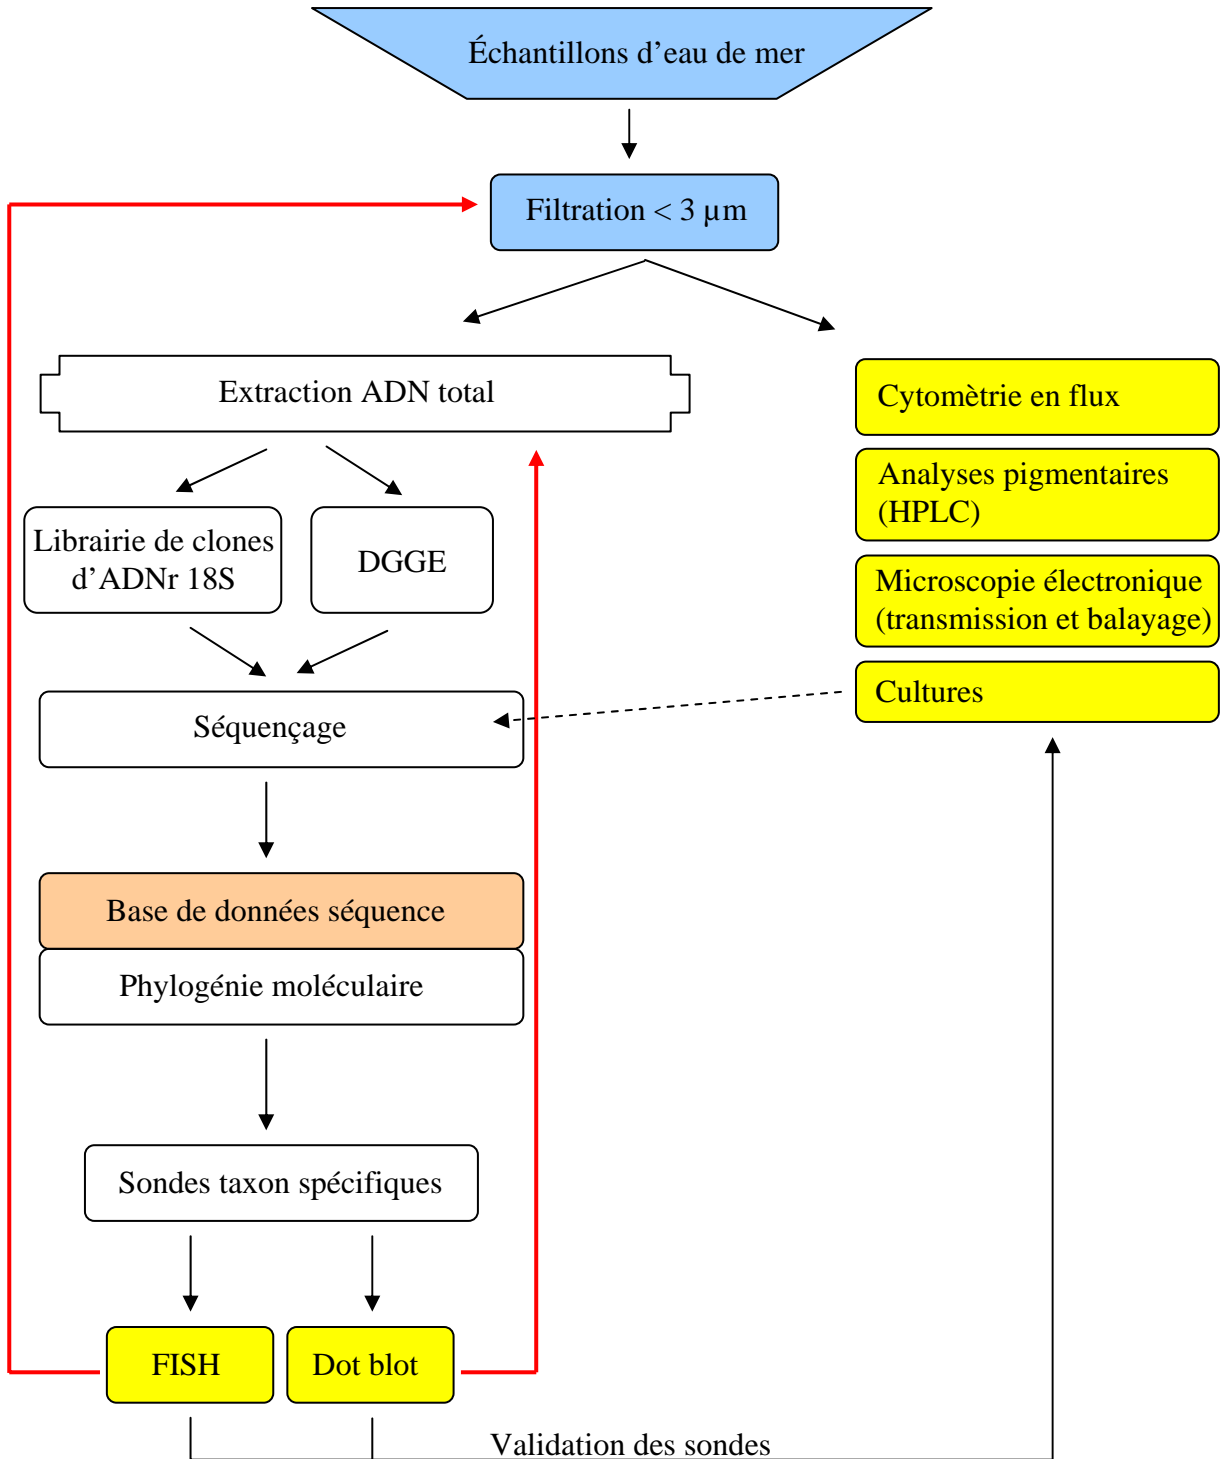 Échantillons d’eau de mer
Filtration < 3 µm
Extraction ADN total
Cytomètrie en flux
Analyses pigmentaires
(HPLC)
Librairie de clones
d’ADNr 18S
DGGE
Microscopie électronique
(transmission et balayage)
Cultures
Séquençage
Base de données séquence
Phylogénie moléculaire
Sondes taxon spécifiques
FISH
Dot blot
Validation des sondes